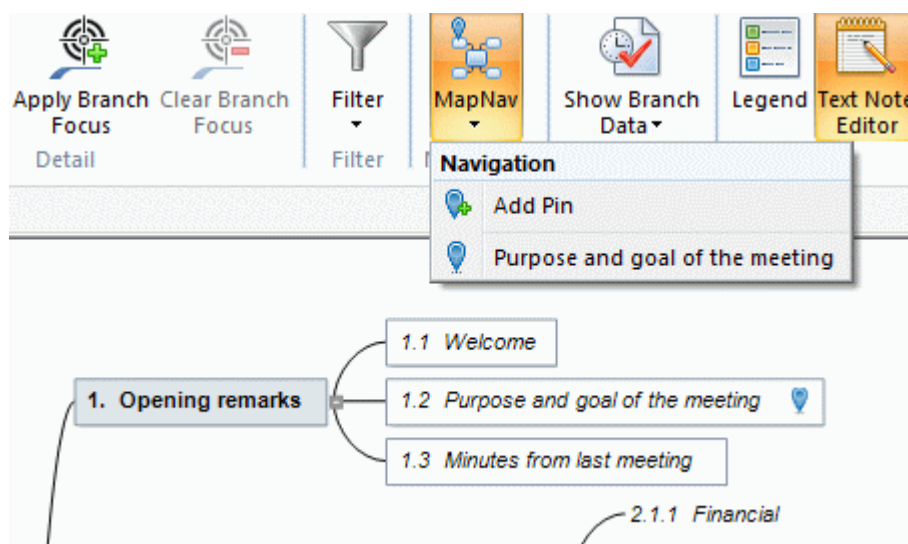 Apply Branch Focus
Clear Branch Focus
Filter
MapNav
Show Branch Data
Legend
Text Note Editor
Detail
Filter
Navigation
Add Pin
Purpose and goal of the meeting
1.1 Welcome
1. Opening remarks
1.2 Purpose and goal of the meeting
1.3 Minutes from last meeting
2.1.1 Financial